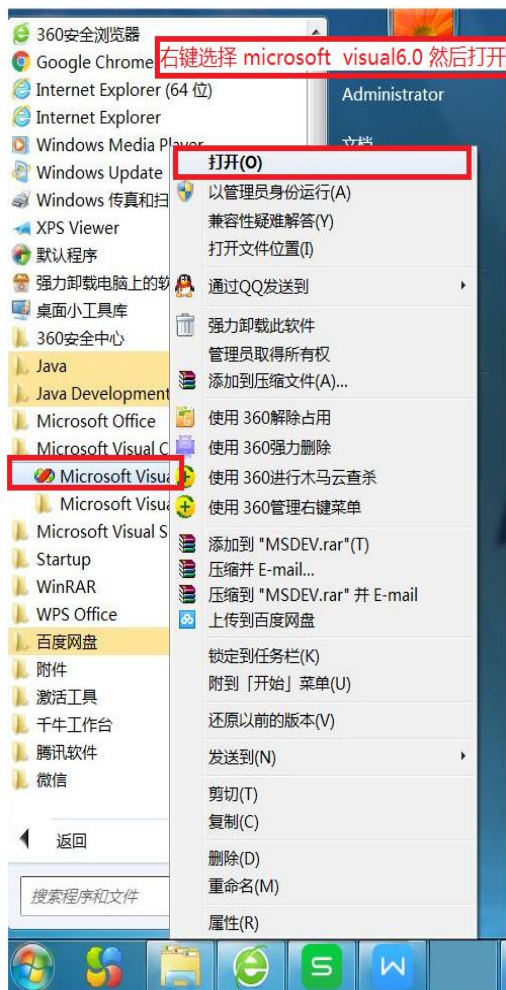 360安全浏览器
Google Chrome
右键选择 microsoft visual6.0 然后打开
Internet Explorer (64 位)
Administrator
Internet Explorer
Windows Media Player
文档
打开(O)
Windows Update
以管理员身份运行(A)
Windows 传真和扫
兼容性疑难解答(Y)
XPS Viewer
打开文件位置(I)
默认程序
强力卸载电脑上的软
通过QQ发送到
桌面小工具库
强力卸载此软件
360安全中心
管理员取得所有权
Java
添加到压缩文件(A)...
Java Development
使用 360解除占用
Microsoft Office
使用 360强力删除
Microsoft Visual C
Microsoft Visua
使用 360进行木马云查杀
Microsoft Visua
使用 360管理右键菜单
Microsoft Visual S
添加到 "MSDEV.rar"(T)
Startup
压缩并 E-mail...
WinRAR
压缩到 "MSDEV.rar" 并 E-mail
WPS Office
上传到百度网盘
百度网盘
锁定到任务栏(K)
附件
附到「开始」菜单(U)
激活工具
还原以前的版本(V)
千牛工作台
腾讯软件
发送到(N)
微信
剪切(T)
复制(C)
返回
删除(D)
搜索程序和文件
重命名(M)
属性(R)